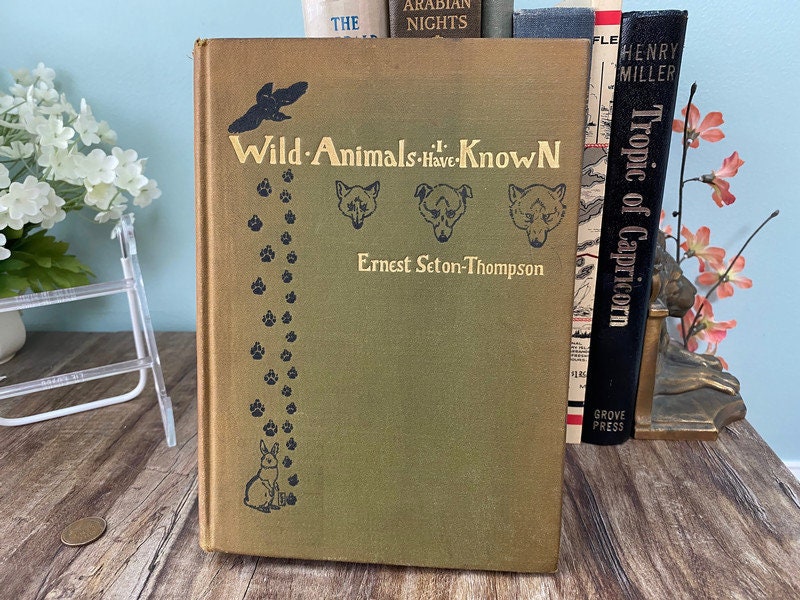 THE
ARABIAN
NIGHTS
Wild · Animals · I · Have · Known
Ernest Seton-Thompson
HENRY
MILLER
Tropic of Capricorn
GROVE
PRESS